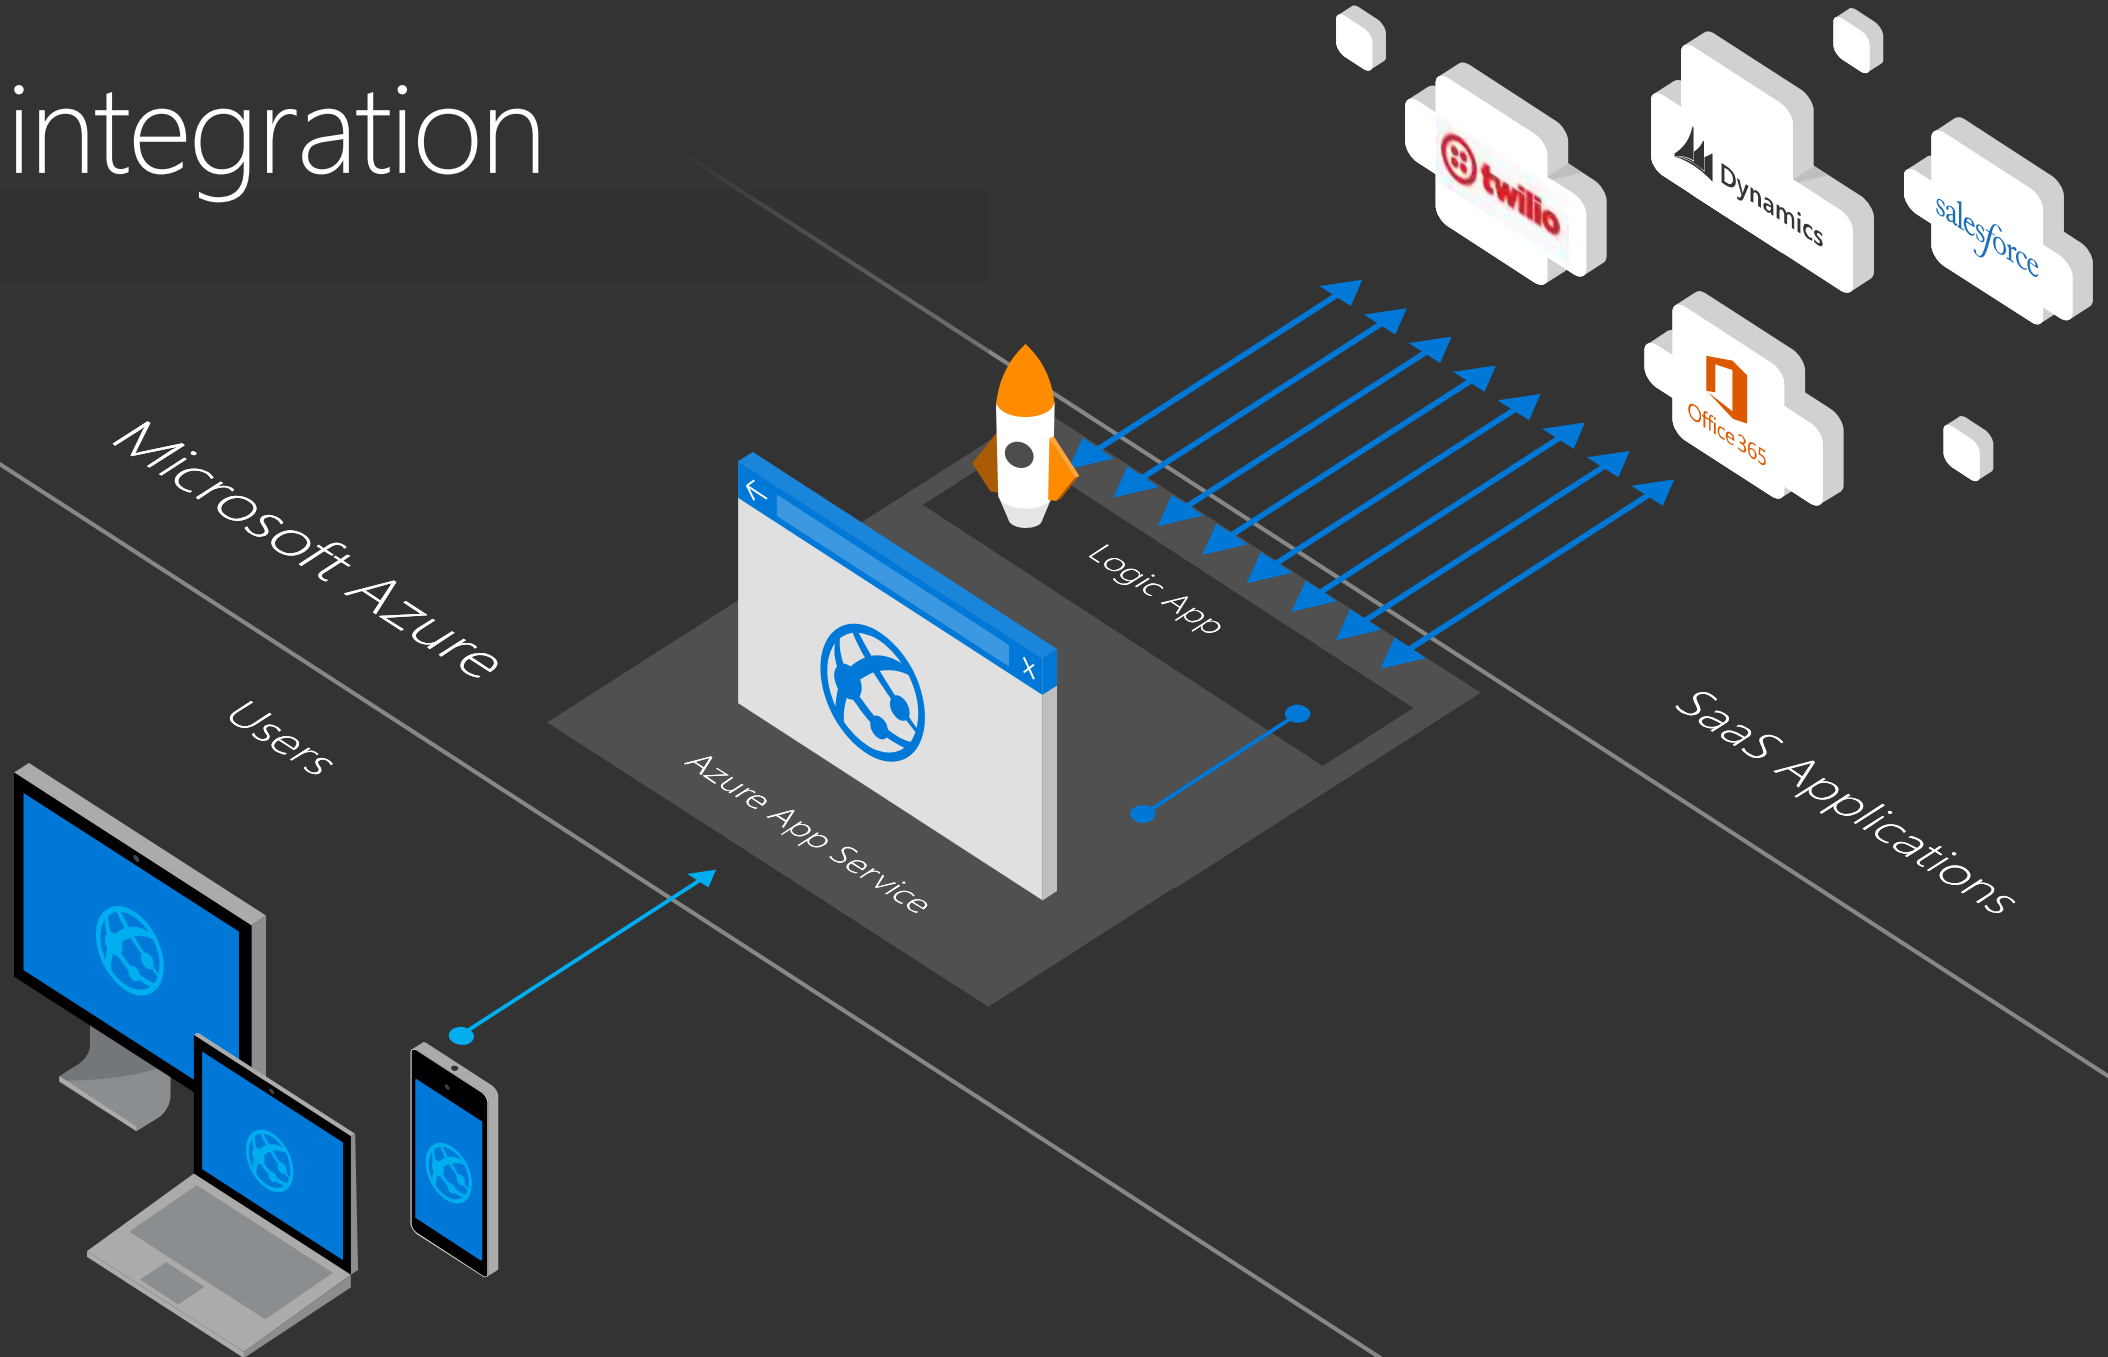 integration
twilio
Dynamics
salesforce
Office 365
Microsoft Azure
Logic App
Users
Azure App Service
SaaS Applications